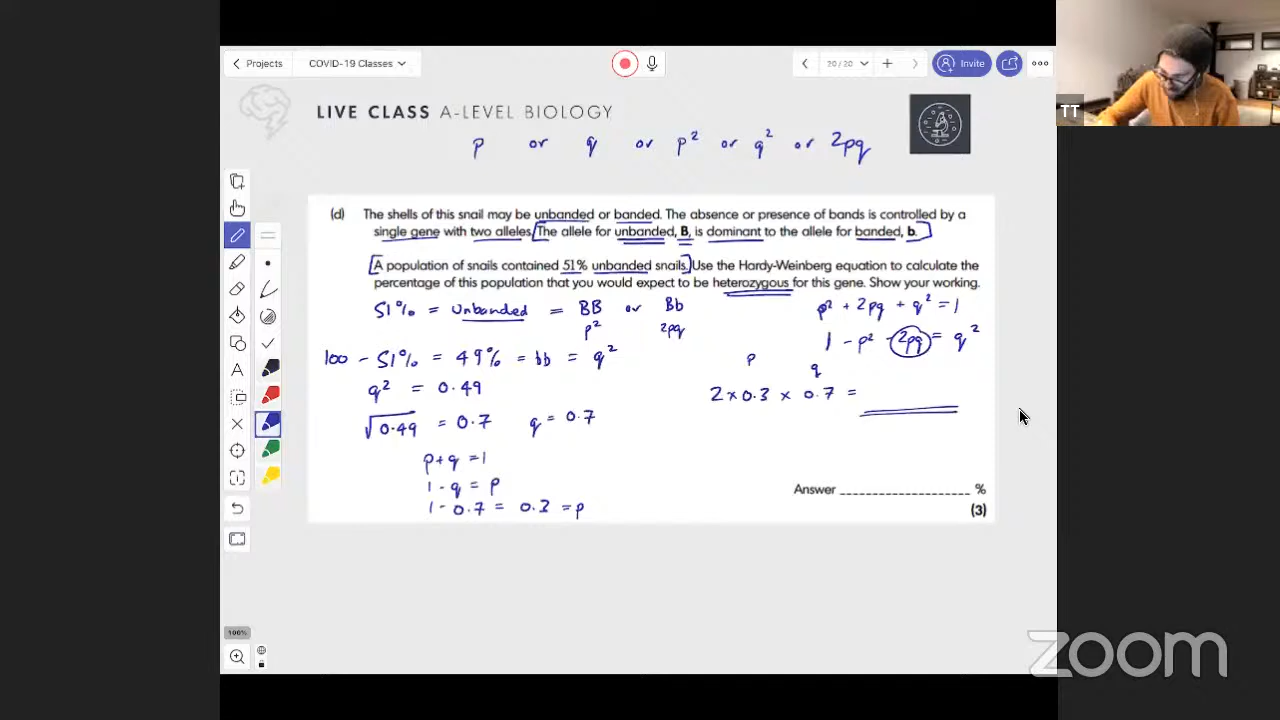 Projects
COVID-19 Classes
20/20
Invite
TT
LIVE CLASS A-LEVEL BIOLOGY
p or q or p² or q² or 2pq
(d) The shells of this snail may be unbanded or banded. The absence or presence of bands is controlled by a
single gene with two alleles. The allele for unbanded, B, is dominant to the allele for banded, b.
A population of snails contained 51% unbanded snails. Use the Hardy-Weinberg equation to calculate the
percentage of this population that you would expect to be heterozygous for this gene. Show your working.
51% = unbanded = BB or Bb
p² 2pq
p² + 2pq + q² = 1
1 - p² - 2pq = q²
100 - 51% = 49% = bb = q²
q² = 0.49
√0.49 = 0.7 q = 0.7
p + q = 1
1 - q = p
1 - 0.7 = 0.3 = p
p q
2 × 0.3 × 0.7 =
Answer ____________________ %
(3)
A
100%
zoom